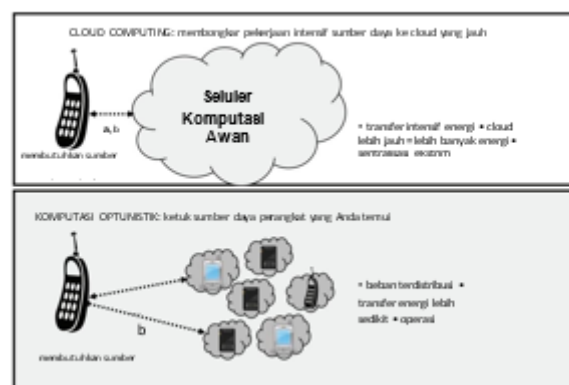 CLOUD COMPUTING: membongkar pekerjaan intensif sumber daya ke cloud yang jauh
Seluler
Komputasi
Awan
a, b
membutuhkan sumber
= transfer intensif energi • cloud
lebih jauh = lebih banyak energi •
sentralisasi ekstrim
KOMPUTASI OPTUNISTIK: ketuk sumber daya perangkat yang Anda temui
b
membutuhkan sumber
= beban terdistribusi •
transfer energi lebih
sedikit • operasi